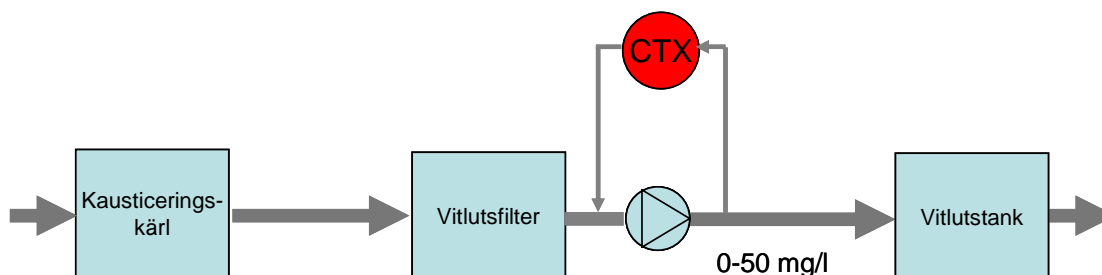 CTX
Kausticerings-
kärl
Vitlutsfilter
Vitlutstank
0-50 mg/l